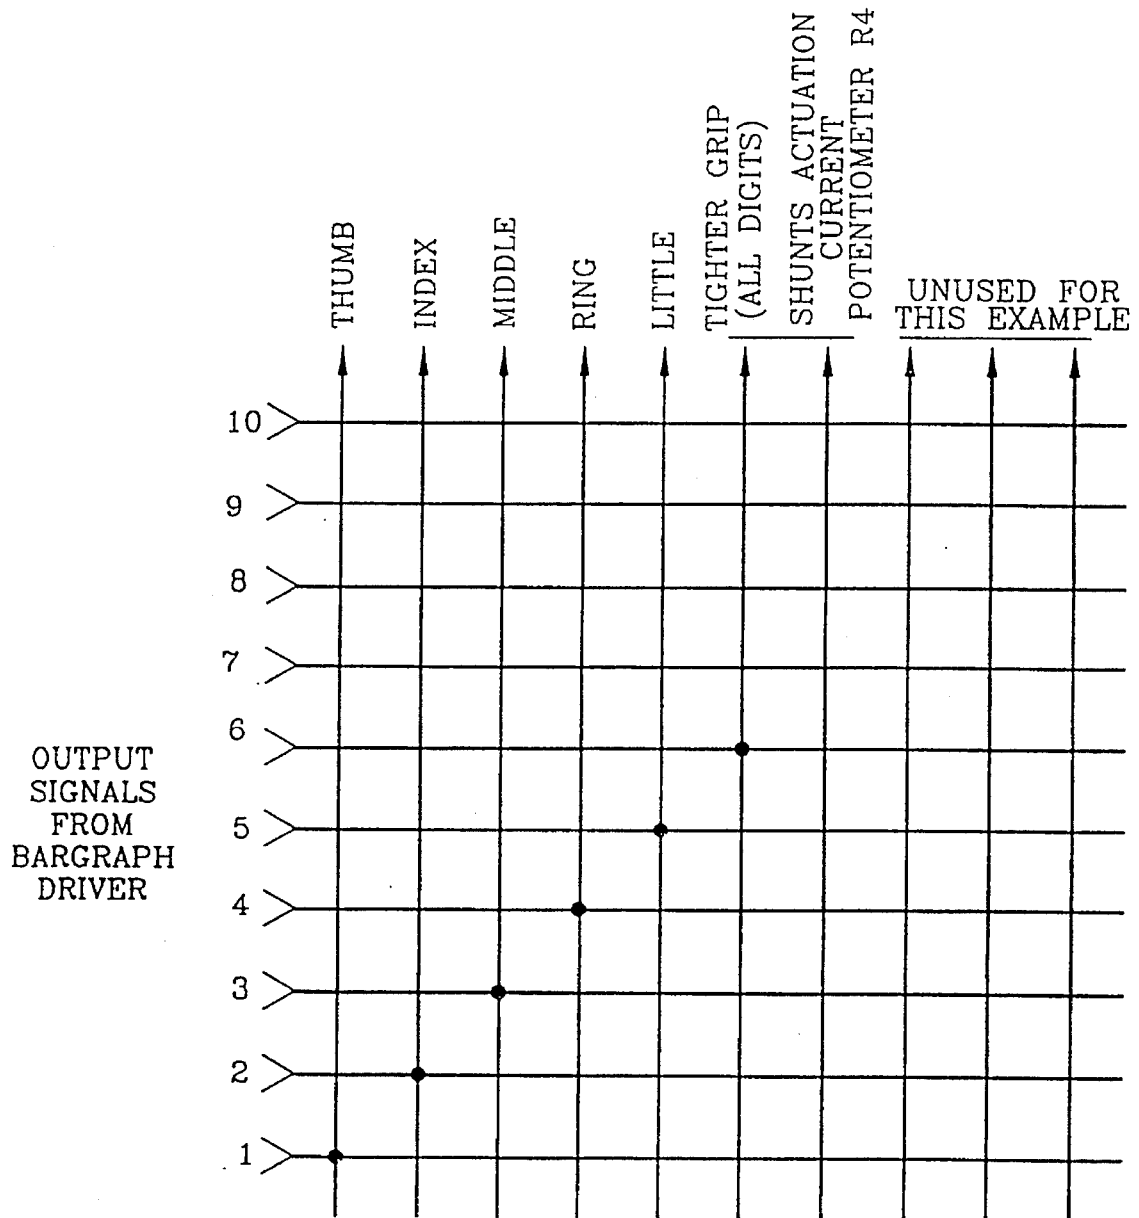 THUMB
INDEX
MIDDLE
RING
LITTLE
TIGHTER GRIP
(ALL DIGITS)
SHUNTS ACTUATION
CURRENT
POTENTIOMETER R4
UNUSED FOR
THIS EXAMPLE
10
9
8
7
6
5
4
3
2
1
OUTPUT
SIGNALS
FROM
BARGRAPH
DRIVER